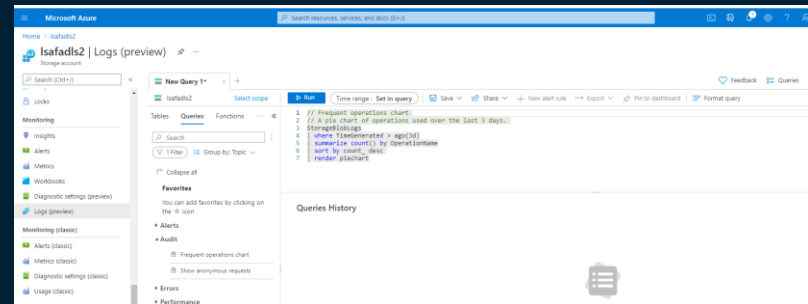 Microsoft Azure
Search resources, services, and docs (G+/)
Home > lsafadls2
lsafadls2 | Logs (preview)
Storage account
Search (Ctrl+/)
Locks
Monitoring
Insights
Alerts
Metrics
Workbooks
Diagnostic settings (preview)
Logs (preview)
Monitoring (classic)
Alerts (classic)
Metrics (classic)
Diagnostic settings (classic)
Usage (classic)
New Query 1*
Feedback
Queries
lsafadls2
Select scope
Run
Time range : Set in query
Save
Share
New alert rule
Export
Pin to dashboard
Format query
Tables
Queries
Functions
Search
1 Filter
Group by: Topic
Collapse all
Favorites
You can add favorites by clicking on
the ☆ icon
Alerts
Audit
Frequent operations chart
Show anonymous requests
Errors
Performance
1 // Frequent operations chart
2 // A pie chart of operations used over the last 3 days.
3 StorageBlobLogs
4 | where TimeGenerated > ago(3d)
5 | summarize count() by OperationName
6 | sort by count_ desc
7 | render piechart
Queries History